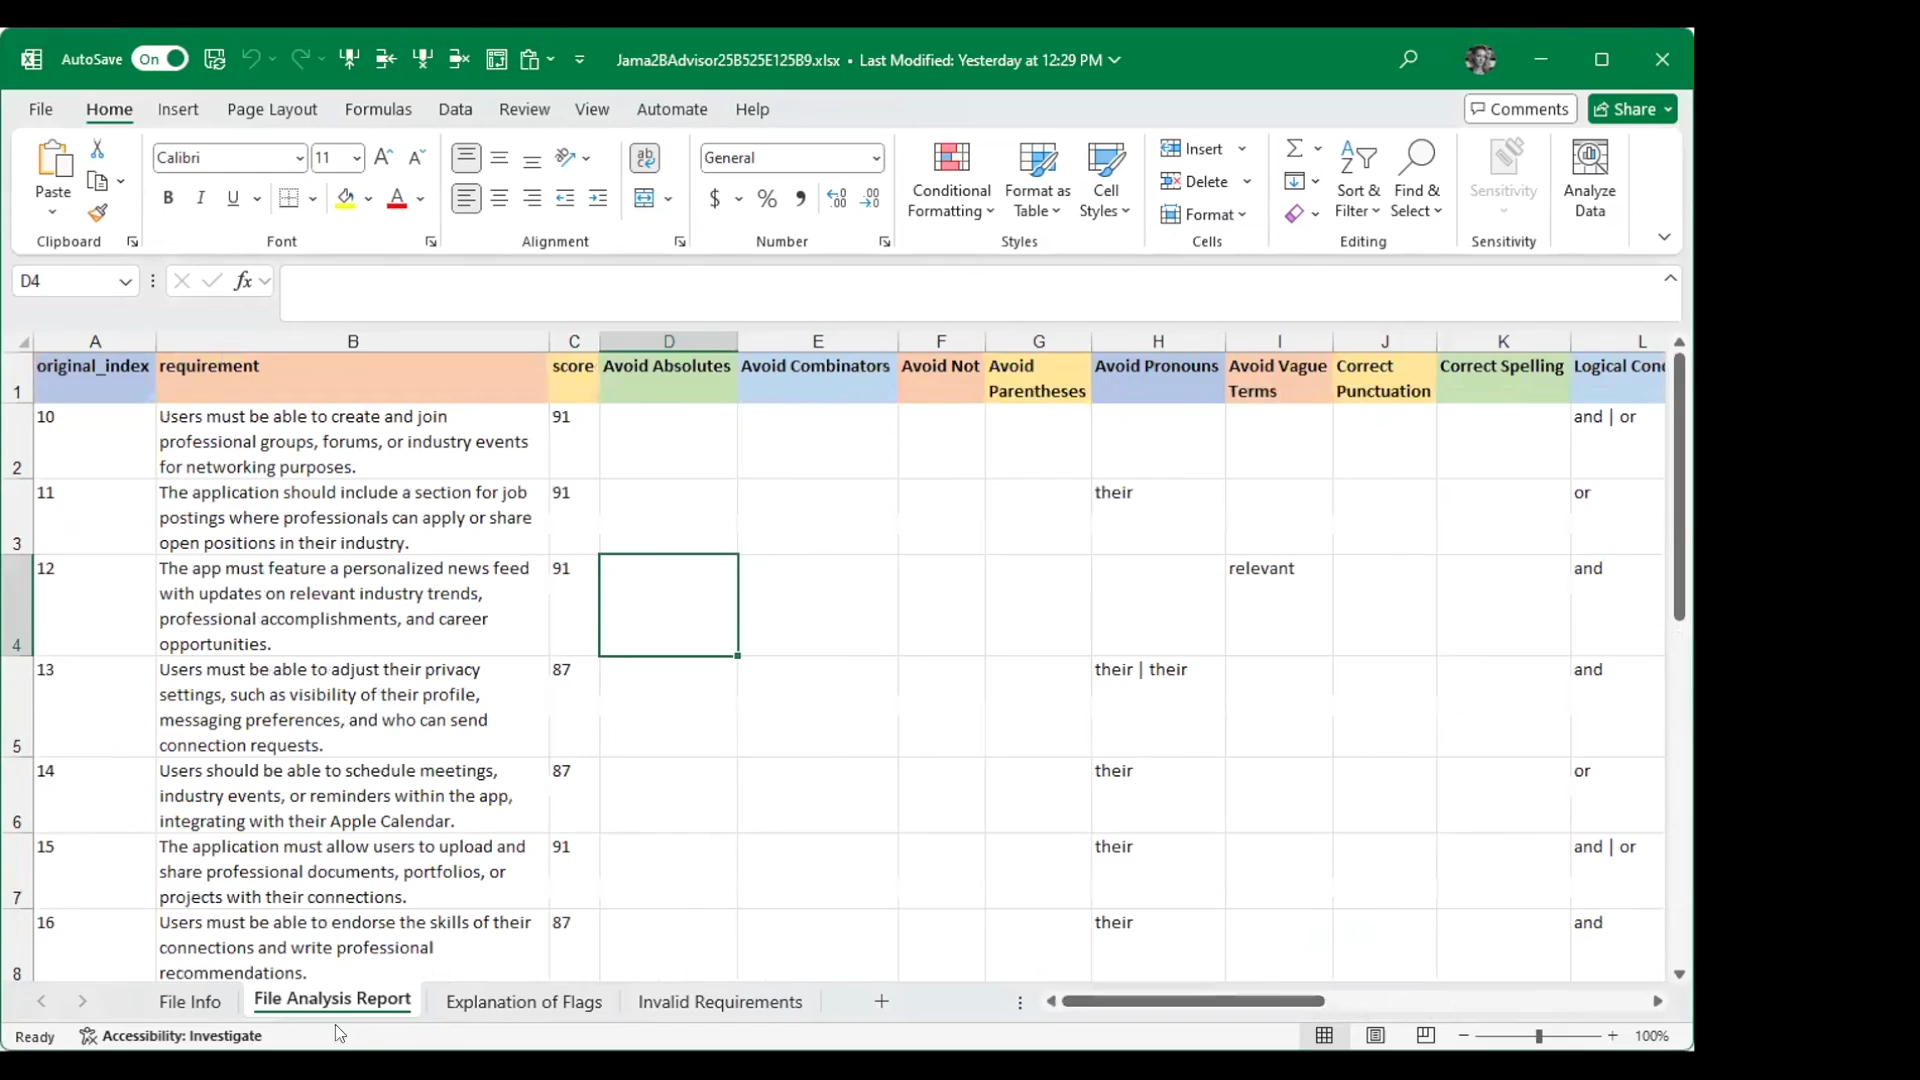 AutoSave On Jama2BAdvisor25B525E125B9.xlsx • Last Modified: Yesterday at 12:29 PM
File Home Insert Page Layout Formulas Data Review View Automate Help Comments Share
Paste Calibri 11 General Conditional Formatting Format as Table Cell Styles Insert Delete Format Sort & Filter Find & Select Sensitivity Analyze Data
Clipboard Font Alignment Number Styles Cells Editing Sensitivity
D4 fx
A B C D E F G H I J K L
1 original_index requirement score Avoid Absolutes Avoid Combinators Avoid Not Avoid Parentheses Avoid Pronouns Avoid Vague Terms Correct Punctuation Correct Spelling Logical Con
10 Users must be able to create and join 91 and | or
professional groups, forums, or industry events
2 for networking purposes.
11 The application should include a section for job 91 their or
postings where professionals can apply or share
3 open positions in their industry.
12 The app must feature a personalized news feed 91 relevant and
with updates on relevant industry trends,
professional accomplishments, and career
4 opportunities.
13 Users must be able to adjust their privacy 87 their | their and
settings, such as visibility of their profile,
messaging preferences, and who can send
5 connection requests.
14 Users should be able to schedule meetings, 87 their or
industry events, or reminders within the app,
6 integrating with their Apple Calendar.
15 The application must allow users to upload and 91 their and | or
share professional documents, portfolios, or
7 projects with their connections.
16 Users must be able to endorse the skills of their 87 their and
connections and write professional
8 recommendations.
File Info File Analysis Report Explanation of Flags Invalid Requirements
Ready Accessibility: Investigate 100%